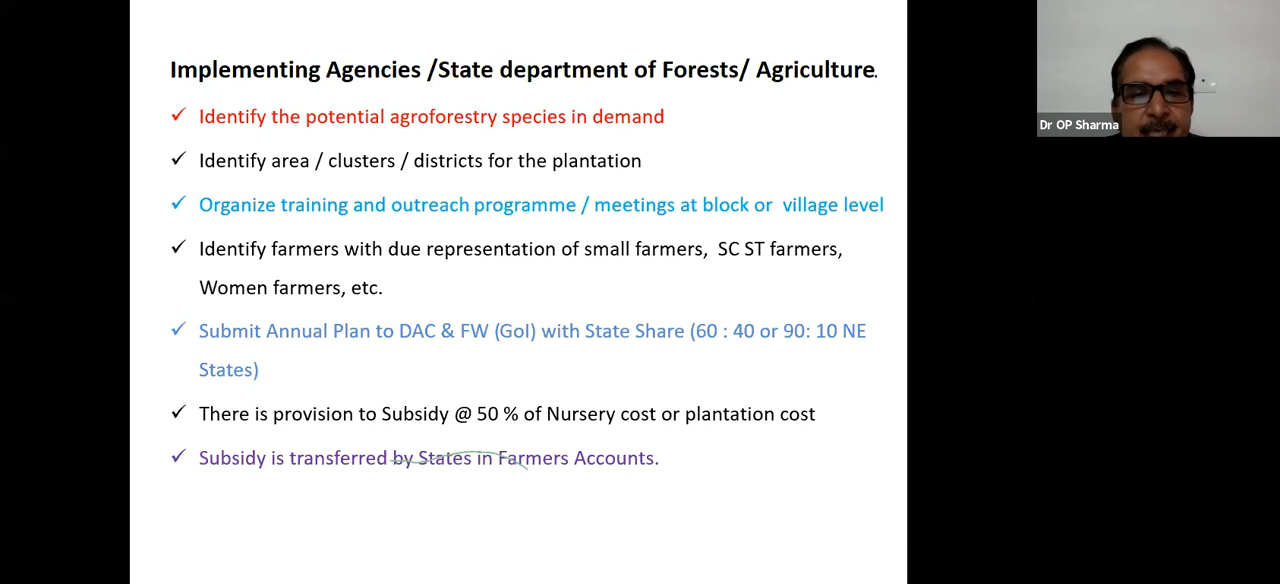 Implementing Agencies /State department of Forests/ Agriculture.
✓ Identify the potential agroforestry species in demand
✓ Identify area / clusters / districts for the plantation
✓ Organize training and outreach programme / meetings at block or  village level
✓ Identify farmers with due representation of small farmers,  SC ST farmers,
Women farmers, etc.
✓ Submit Annual Plan to DAC & FW (GoI) with State Share (60 : 40 or 90: 10 NE
States)
✓ There is provision to Subsidy @ 50 % of Nursery cost or plantation cost
✓ Subsidy is transferred by States in Farmers Accounts.
Dr OP Sharma